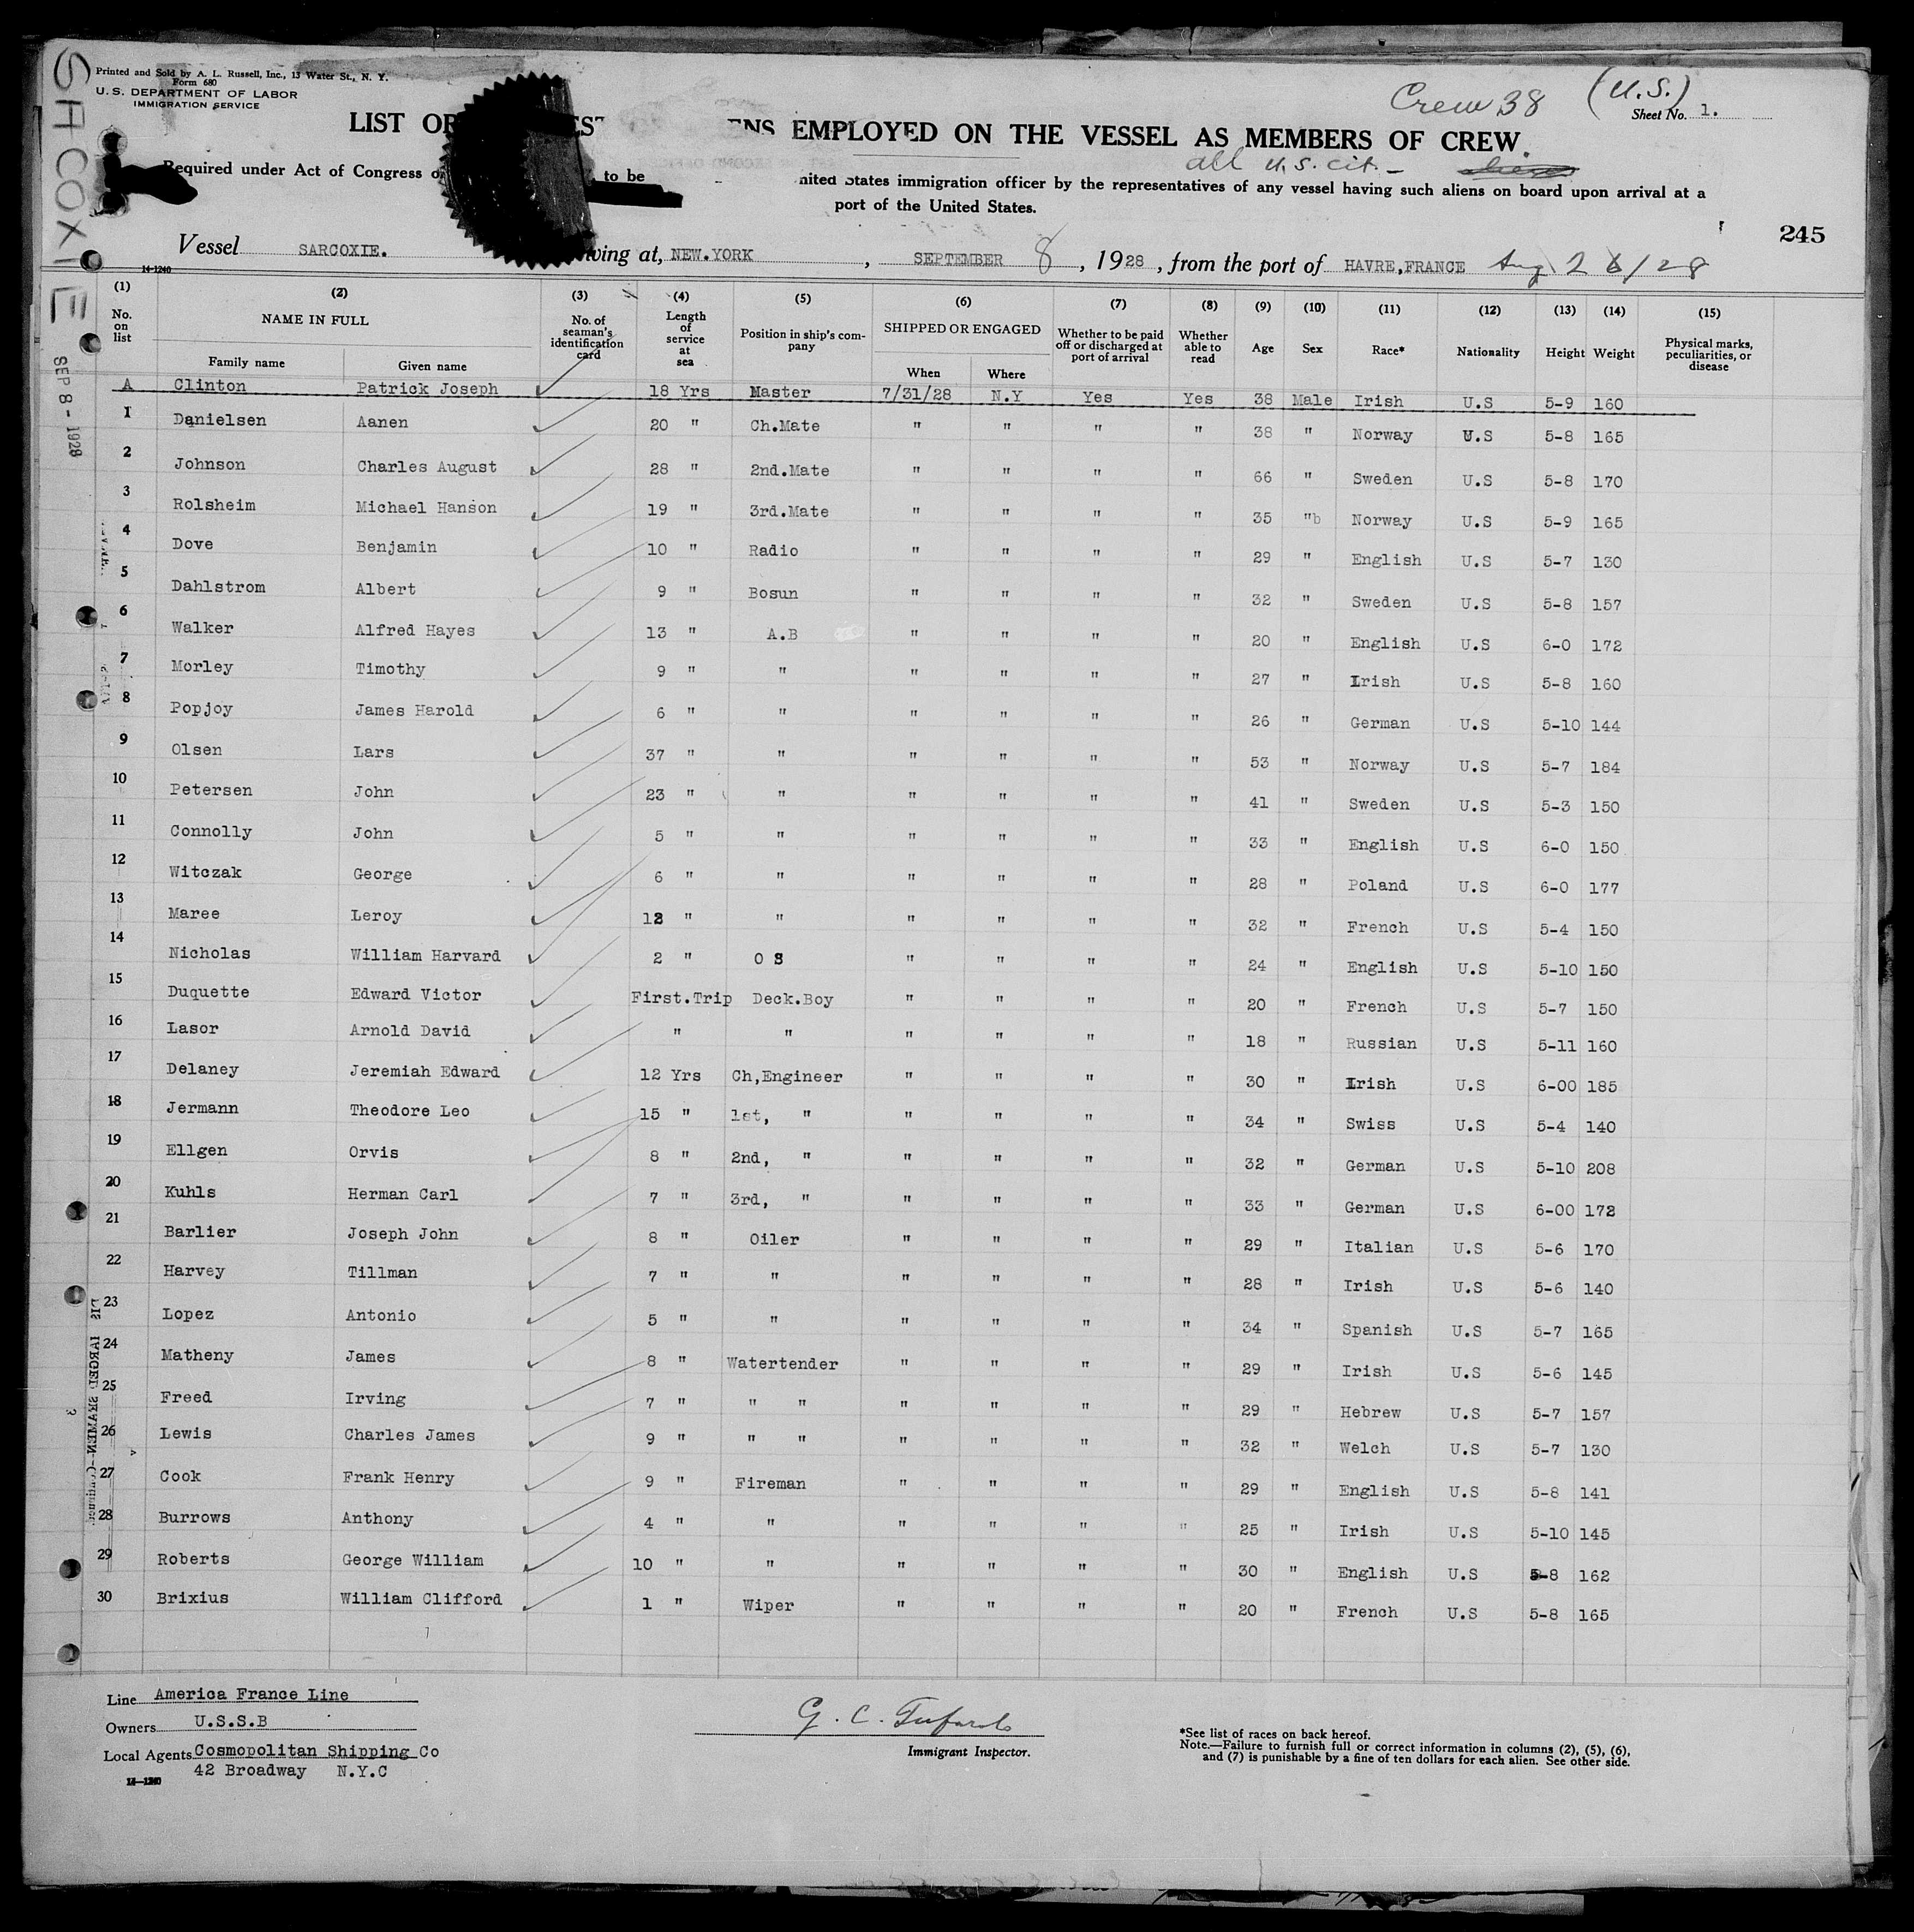 SARCOXIE
SEP 8 - 1928
Printed and Sold by A. L. Russell, Inc., 13 Water St., N. Y.
Form 680
U. S. DEPARTMENT OF LABOR
IMMIGRATION SERVICE
Crew 38 (U.S.)
Sheet No. 1.
LIST OR EMPLOYED ON THE VESSEL AS MEMBERS OF CREW
all U.S. cit. -
Required under Act of Congress to be United States immigration officer by the representatives of any vessel having such aliens on board upon arrival at a
port of the United States.
245
Vessel SARCOXIE. arriving at, NEW.YORK, SEPTEMBER 8, 1928, from the port of HAVRE,FRANCE Aug 28/28
14-1240
(1) (2) (3) (4) (5) (6) (7) (8) (9) (10) (11) (12) (13) (14) (15)
No. on list NAME IN FULL No. of seaman's identification card Length of service at sea Position in ship's company SHIPPED OR ENGAGED Whether to be paid off or discharged at port of arrival Whether able to read Age Sex Race* Nationality Height Weight Physical marks, peculiarities, or disease
Family name Given name When Where
A Clinton Patrick Joseph 18 Yrs Master 7/31/28 N.Y Yes Yes 38 Male Irish U.S 5-9 160
1 Danielsen Aanen 20 " Ch.Mate " " " " 38 " Norway U.S 5-8 165
2 Johnson Charles August 28 " 2nd.Mate " " " " 66 " Sweden U.S 5-8 170
3 Rolsheim Michael Hanson 19 " 3rd.Mate " " " " 35 "b Norway U.S 5-9 165
4 Dove Benjamin 10 " Radio " " " " 29 " English U.S 5-7 130
5 Dahlstrom Albert 9 " Bosun " " " " 32 " Sweden U.S 5-8 157
6 Walker Alfred Hayes 13 " A.B " " " " 20 " English U.S 6-0 172
7 Morley Timothy 9 " " " " " " 27 " Irish U.S 5-8 160
8 Popjoy James Harold 6 " " " " " " 26 " German U.S 5-10 144
9 Olsen Lars 37 " " " " " " 53 " Norway U.S 5-7 184
10 Petersen John 23 " " " " " " 41 " Sweden U.S 5-3 150
11 Connolly John 5 " " " " " " 33 " English U.S 6-0 150
12 Witczak George 6 " " " " " " 28 " Poland U.S 6-0 177
13 Maree Leroy 12 " " " " " " 32 " French U.S 5-4 150
14 Nicholas William Harvard 2 " O S " " " " 24 " English U.S 5-10 150
15 Duquette Edward Victor First.Trip Deck.Boy " " " " 20 " French U.S 5-7 150
16 Lasor Arnold David " " " " " " 18 " Russian U.S 5-11 160
17 Delaney Jeremiah Edward 12 Yrs Ch,Engineer " " " " 30 " Irish U.S 6-00 185
18 Jermann Theodore Leo 15 " 1st, " " " " " 34 " Swiss U.S 5-4 140
19 Ellgen Orvis 8 " 2nd, " " " " " 32 " German U.S 5-10 208
20 Kuhls Herman Carl 7 " 3rd, " " " " " 33 " German U.S 6-00 172
21 Barlier Joseph John 8 " Oiler " " " " 29 " Italian U.S 5-6 170
22 Harvey Tillman 7 " " " " " " 28 " Irish U.S 5-6 140
23 Lopez Antonio 5 " " " " " " 34 " Spanish U.S 5-7 165
24 Matheny James 8 " Watertender " " " " 29 " Irish U.S 5-6 145
25 Freed Irving 7 " " " " " " " 29 " Hebrew U.S 5-7 157
26 Lewis Charles James 9 " " " " " " " 32 " Welch U.S 5-7 130
27 Cook Frank Henry 9 " Fireman " " " " 29 " English U.S 5-8 141
28 Burrows Anthony 4 " " " " " " 25 " Irish U.S 5-10 145
29 Roberts George William 10 " " " " " " 30 " English U.S 5-8 162
30 Brixius William Clifford 1 " Wiper " " " " 20 " French U.S 5-8 165
Line America France Line
Owners U.S.S.B
Local Agents Cosmopolitan Shipping Co
42 Broadway N.Y.C
14-1240
G. C.
Immigrant Inspector.
*See list of races on back hereof.
Note.—Failure to furnish full or correct information in columns (2), (5), (6),
and (7) is punishable by a fine of ten dollars for each alien. See other side.